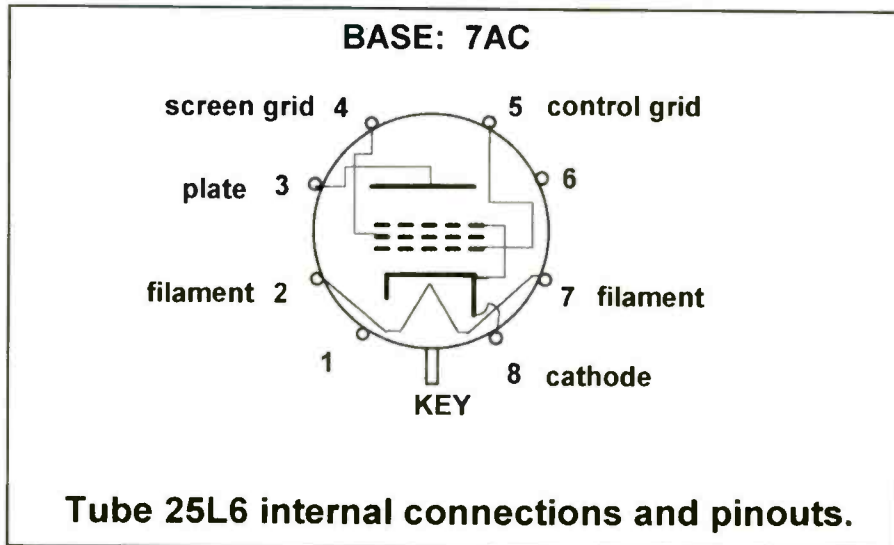 BASE: 7AC
screen grid 4
5 control grid
plate 3
6
filament 2
7 filament
1
8 cathode
KEY
Tube 25L6 internal connections and pinouts.